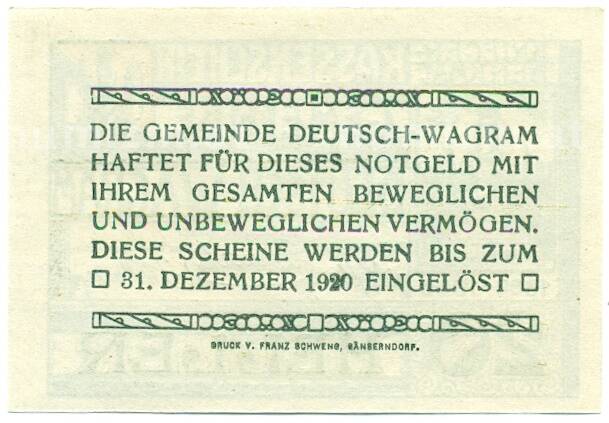 DIE GEMEINDE DEUTSCH-WAGRAM
HAFTET FÜR DIESES NOTGELD MIT
IHREM GESAMTEN BEWEGLICHEN
UND UNBEWEGLICHEN VERMÖGEN.
DIESE SCHEINE WERDEN BIS ZUM
31. DEZEMBER 1920 EINGELÖST
DRUCK V. FRANZ SCHWENG, GÄNSERNDORF.